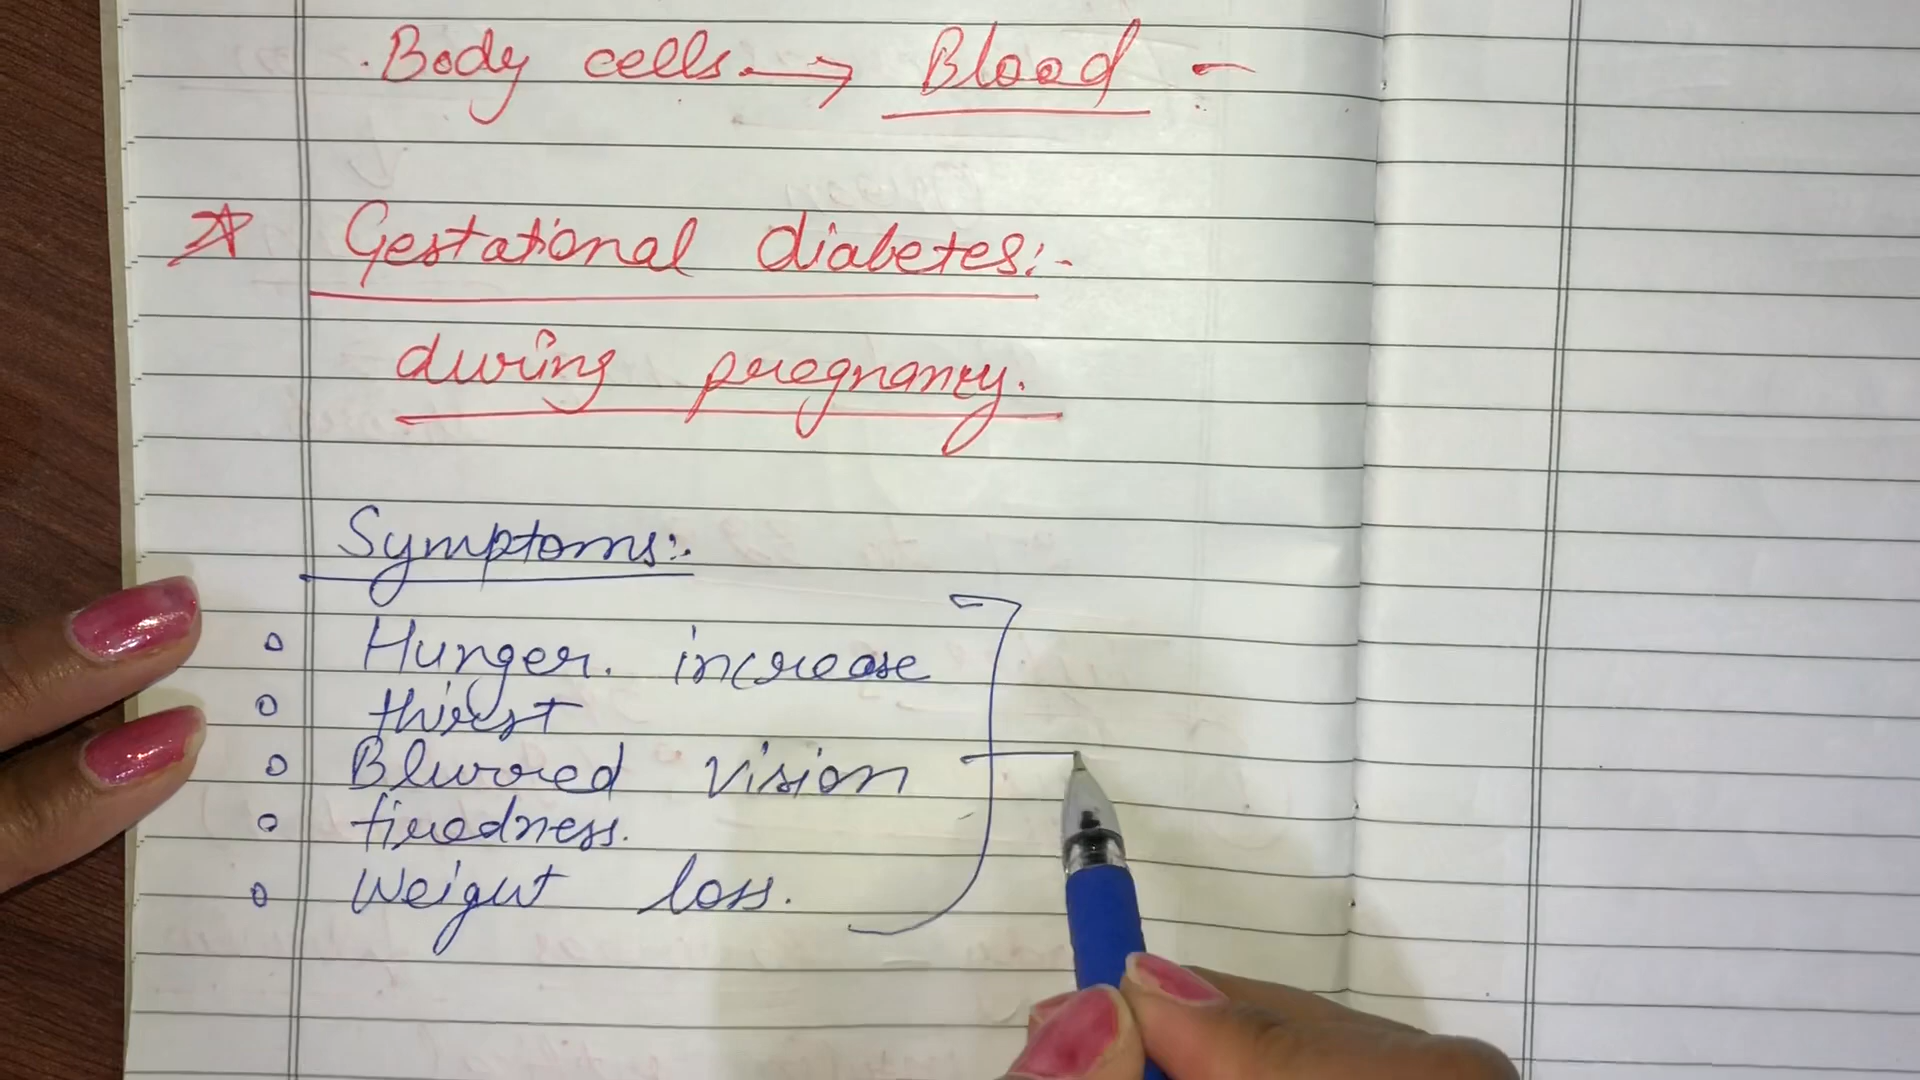 . Body cells. → Blood -
☆ Gestational diabetes:-
during pregnancy.
Symptoms:-
o Hunger. increase
o thirst
o Blurred vision
o tiredness.
o Weight loss.